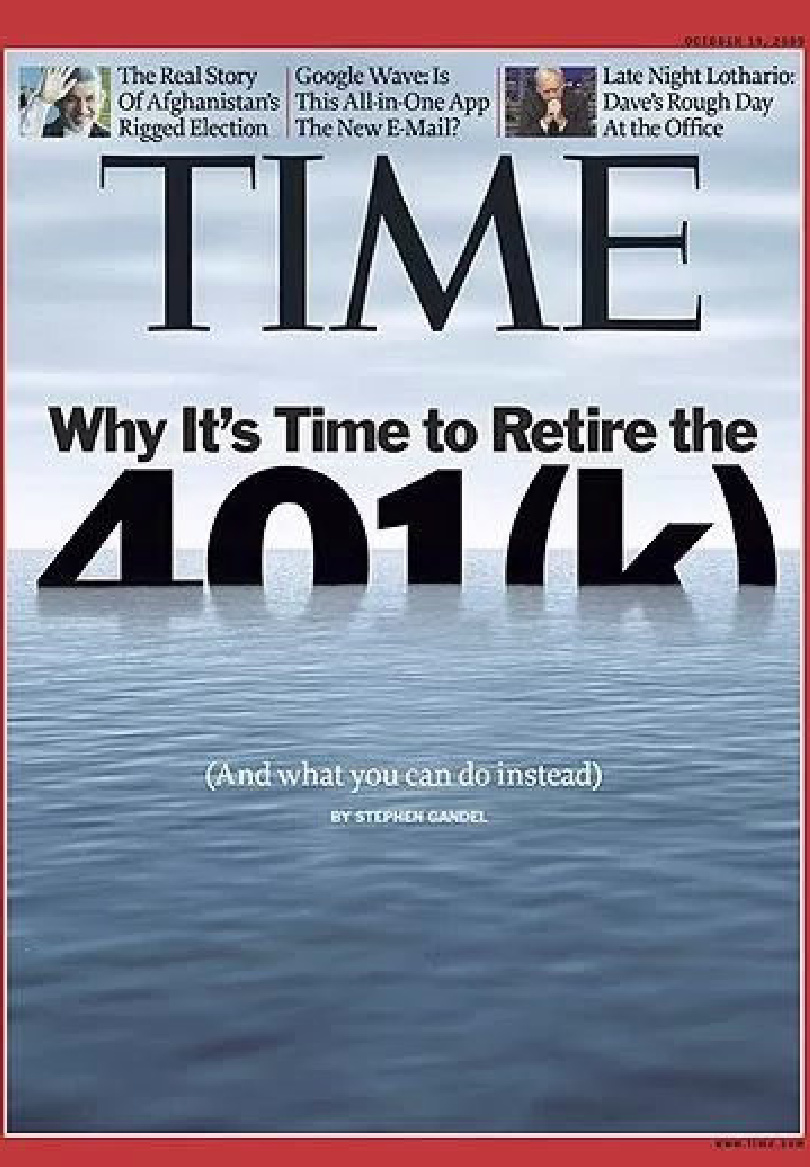 OCTOBER 19, 2009
The Real Story
Of Afghanistan's
Rigged Election
Google Wave: Is
This All-in-One App
The New E-Mail?
Late Night Lothario:
Dave's Rough Day
At the Office
TIME
Why It's Time to Retire the
401(k)
(And what you can do instead)
BY STEPHEN GANDEL
www.time.com